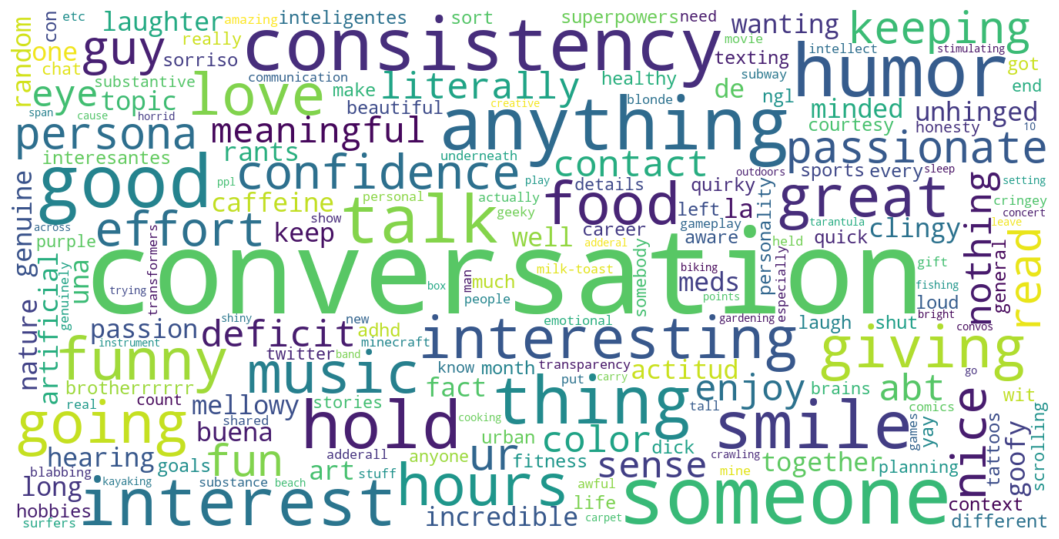 con etc laughter amazing inteligentes sort superpowers need wanting keeping
random one guy really sorriso consistency texting movie intellect stimulating
chat substantive communication healthy subway humor got
eye topic love make literally de ngl minded end
span cause horrid beautiful creative blonde courtesy unhinged
persona meaningful anything honesty 10
interesantes rants underneath contact passionate
good ppl confidence play details quirky sports every sleep setting
caffeine personal actually outdoors
effort show talk food left la great cringey
across keep geeky career gameplay aware personality tarantula clingy concert
purple transformers well adderal held quick nothing leave
genuine una conversation somebody meds gift general read
nature genuinely artificial trying man much milk-toast biking especially loud fishing
box people points bright
shiny new emotional gardening convos
passion deficit adhd minecraft interesting laugh shut
instrument twitter band transparency giving
funny music know month actitud go
brotherrrrrr fact put carry enjoy brains abt wit
real count mellowy stories thing tall comics yay
going shared hold cooking smile games nice
buena urban color dick tattoos goofy scrolling
hearing fun adderall anyone ur crawling together planning
blabbing goals art stuff fitness sense mine
long kayaking substance hours awful life context
hobbies interest beach carpet someone different
surfers incredible